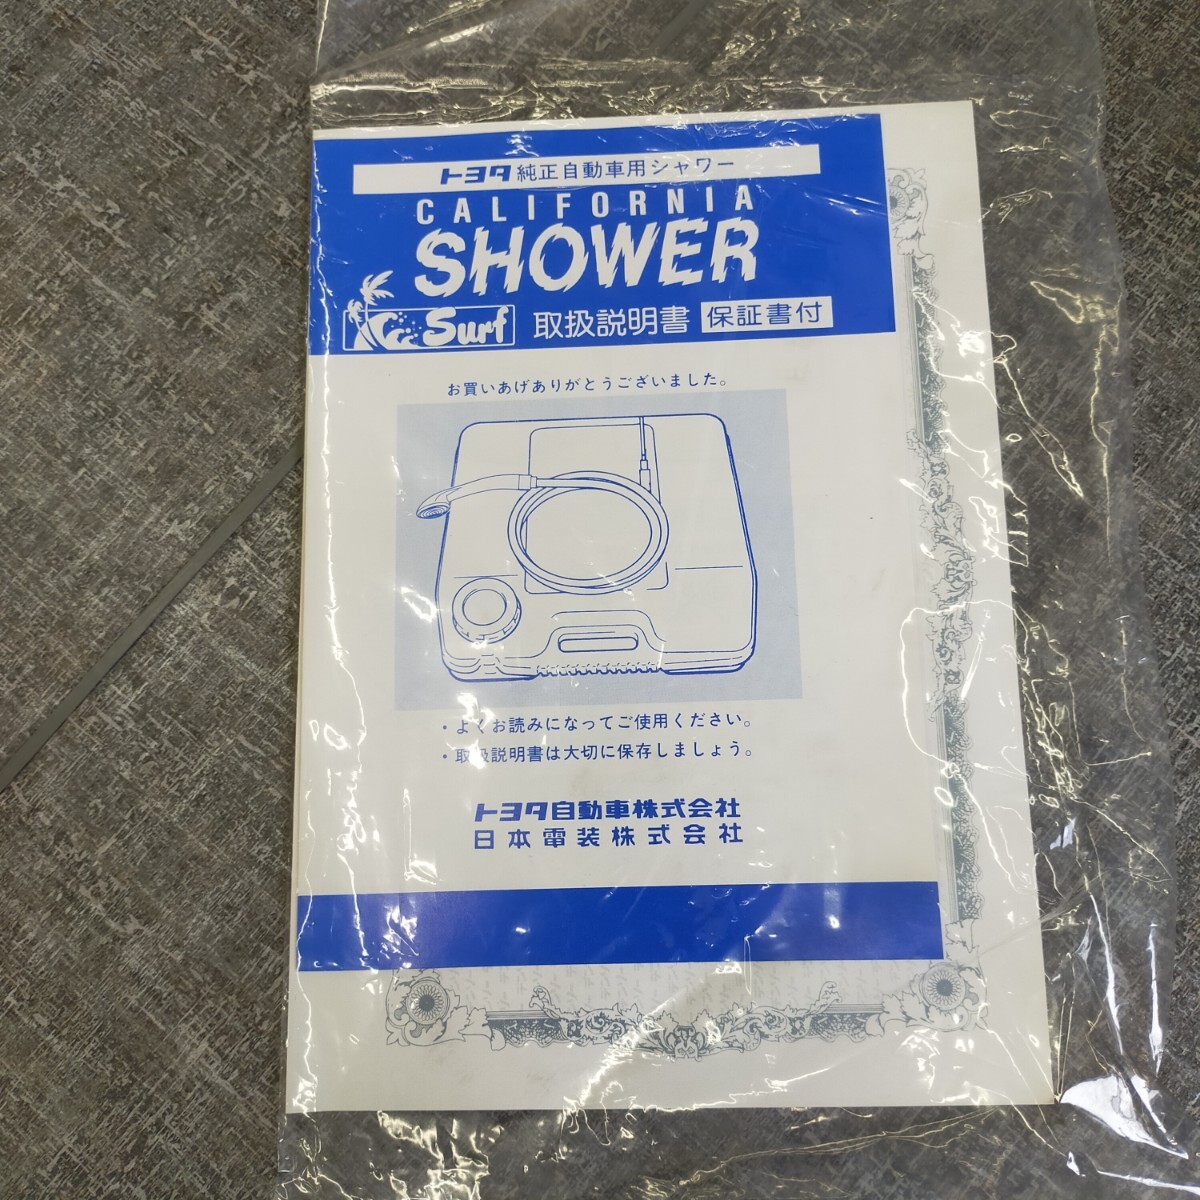 トヨタ純正自動車用シャワー
CALIFORNIA
SHOWER
Surf 取扱説明書 保証書付
お買いあげありがとうございました。
・よくお読みになってご使用ください。
・取扱説明書は大切に保存しましょう。
トヨタ自動車株式会社
日本電装株式会社